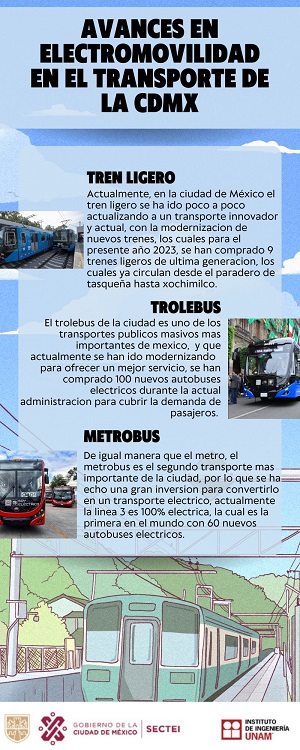 AVANCES EN
ELECTROMOVILIDAD
EN EL TRANSPORTE DE
LA CDMX
TREN LIGERO
Actualmente, en la ciudad de México el
tren ligero se ha ido poco a poco
actualizando a un transporte innovador
y actual, con la modernizacion de
nuevos trenes, los cuales para el
presente año 2023, se han comprado 9
trenes ligeros de ultima generacion, los
cuales ya circulan desde el paradero de
tasqueña hasta xochimilco.
TROLEBUS
El trolebus de la ciudad es uno de los
transportes publicos masivos mas
importantes de mexico, y que
actualmente se han ido modernizando
para ofrecer un mejor servicio, se han
comprado 100 nuevos autobuses
electricos durante la actual
administracion para cubrir la demanda de
pasajeros.
METROBUS
De igual manera que el metro, el
metrobus es el segundo transporte mas
importante de la ciudad, por lo que se ha
echo una gran inversion para convertirlo
en un transporte electrico, actualmente
la linea 3 es 100% electrica, la cual es la
primera en el mundo con 60 nuevos
autobuses electricos.
GOBIERNO DE LA
CIUDAD DE MÉXICO
SECTEI
INSTITUTO
DE INGENIERÍA
UNAM